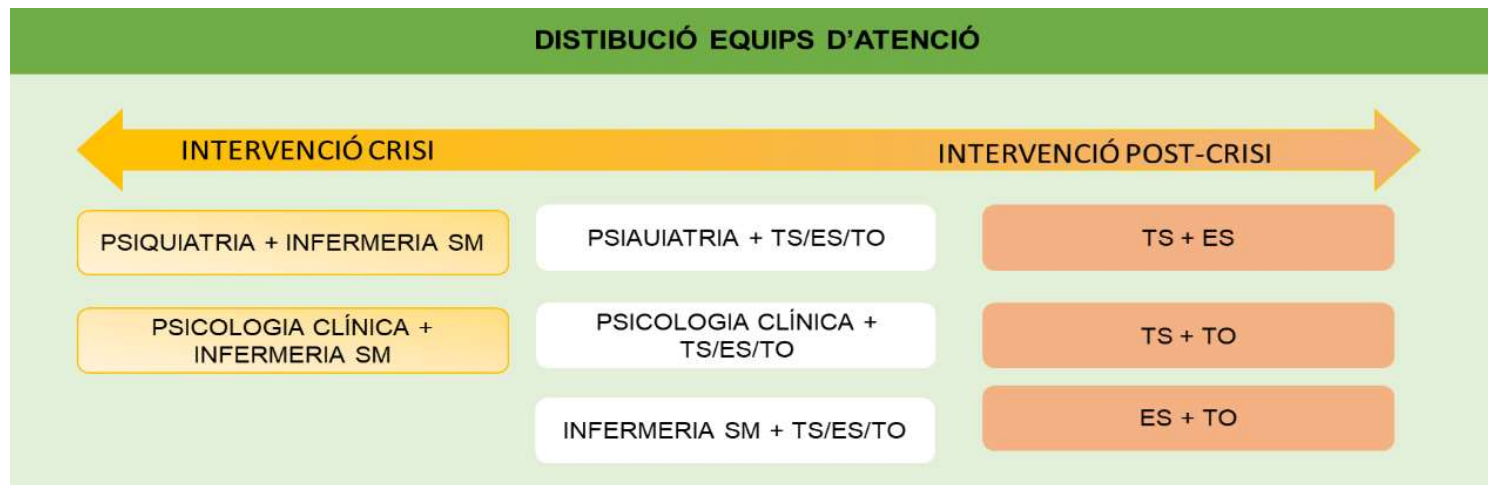 DISTIBUCIÓ EQUIPS D'ATENCIÓ
INTERVENCIÓ CRISI
INTERVENCIÓ POST-CRISI
PSIQUIATRIA + INFERMERIA SM
PSICOLOGIA CLÍNICA +
INFERMERIA SM
PSIAUIATRIA + TS/ES/TO
PSICOLOGIA CLÍNICA +
TS/ES/TO
INFERMERIA SM + TS/ES/TO
TS + ES
TS + TO
ES + TO